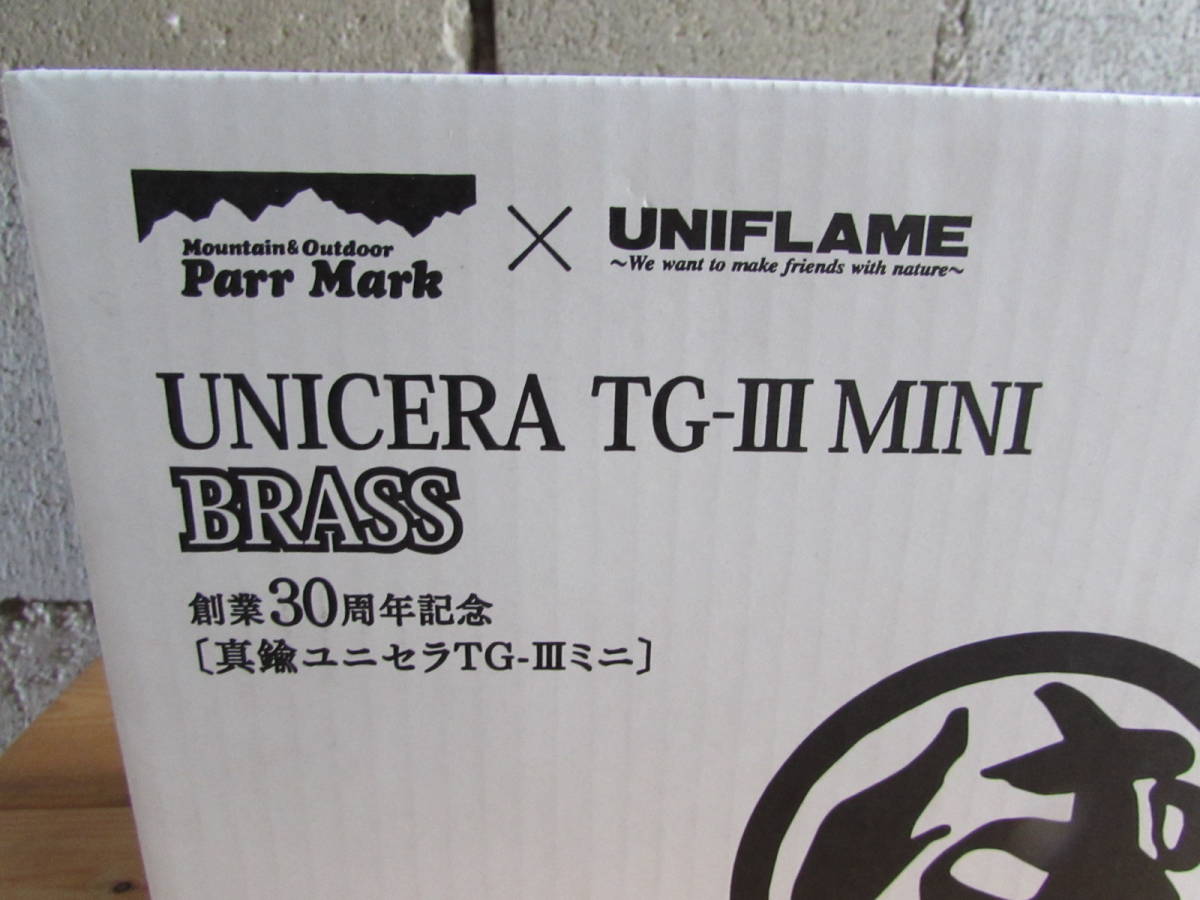 Mountain&Outdoor
Parr Mark
×
UNIFLAME
~We want to make friends with nature~
UNICERA TG-Ⅲ MINI
BRASS
創業30周年記念
〔真鍮ユニセラTG-Ⅲミニ〕
ぱ